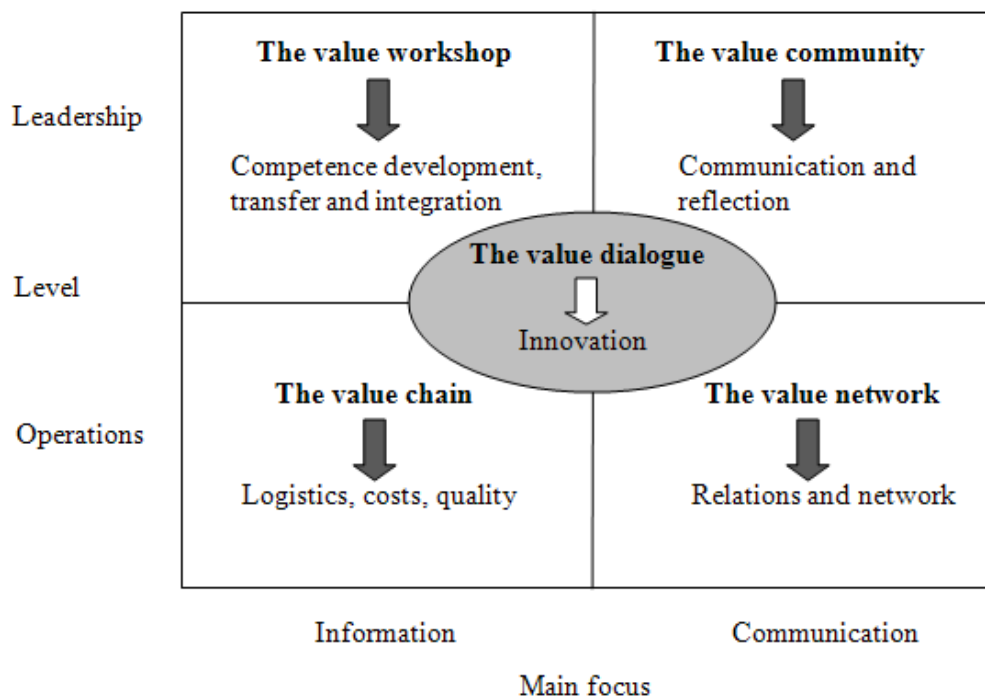 The value workshop
The value community
Leadership
Competence development,
transfer and integration
Communication and
reflection
The value dialogue
Level
Innovation
The value chain
The value network
Operations
Logistics, costs, quality
Relations and network
Information
Communication
Main focus